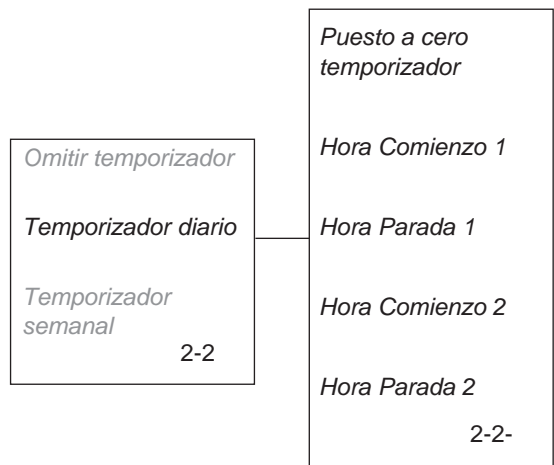 Omitir temporizador
Temporizador diario
Temporizador
semanal
2-2
Puesto a cero
temporizador
Hora Comienzo 1
Hora Parada 1
Hora Comienzo 2
Hora Parada 2
2-2-